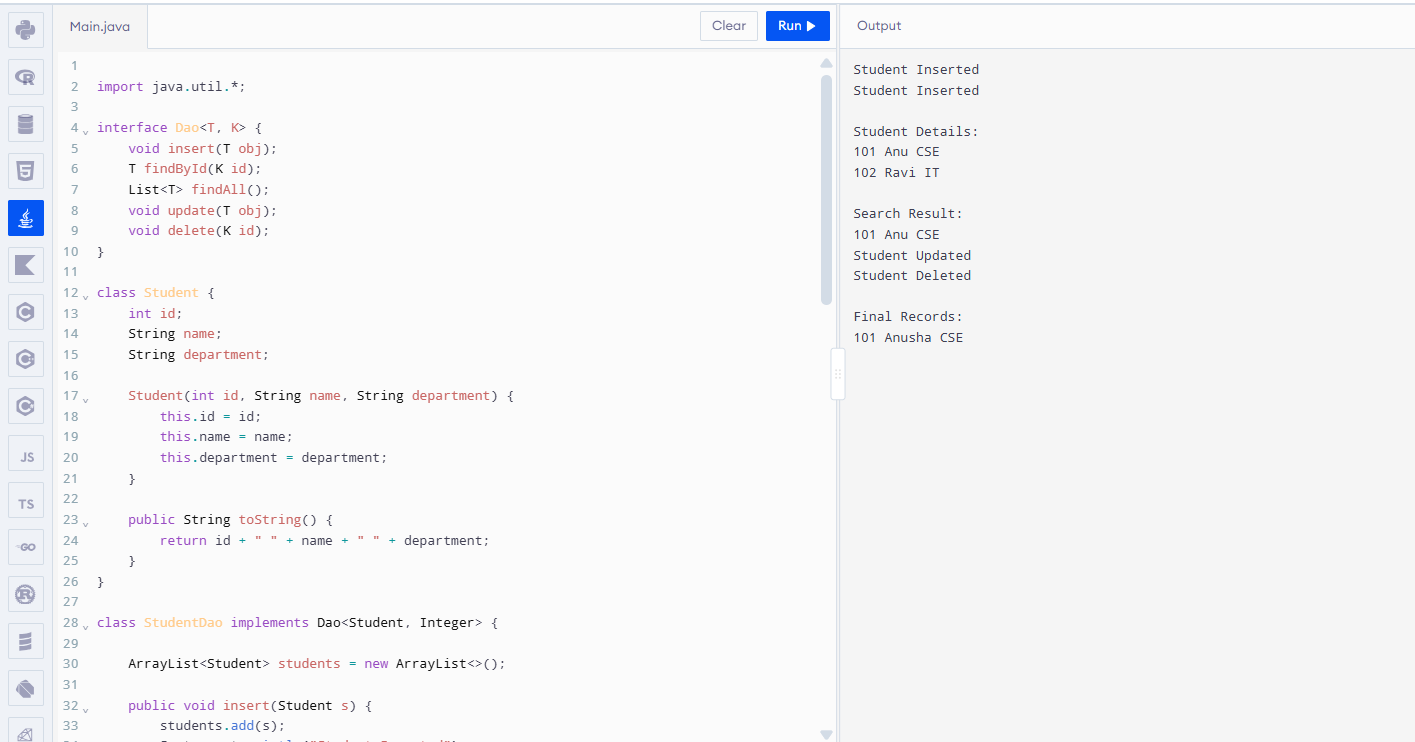 Main.java
Clear
Run
Output
JS
TS
GO
1
2 import java.util.*;
3
4 interface Dao<T, K> {
5     void insert(T obj);
6     T findById(K id);
7     List<T> findAll();
8     void update(T obj);
9     void delete(K id);
10 }
11
12 class Student {
13     int id;
14     String name;
15     String department;
16
17     Student(int id, String name, String department) {
18         this.id = id;
19         this.name = name;
20         this.department = department;
21     }
22
23     public String toString() {
24         return id + " " + name + " " + department;
25     }
26 }
27
28 class StudentDao implements Dao<Student, Integer> {
29
30     ArrayList<Student> students = new ArrayList<>();
31
32     public void insert(Student s) {
33         students.add(s);
Student Inserted
Student Inserted
Student Details:
101 Anu CSE
102 Ravi IT
Search Result:
101 Anu CSE
Student Updated
Student Deleted
Final Records:
101 Anusha CSE